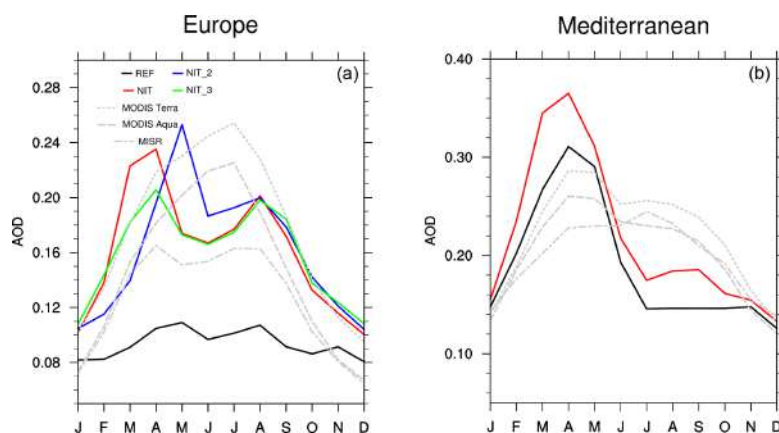 Europe
Mediterranean
(a)
(b)
REF
NIT_2
NIT
NIT_3
MODIS Terra
MODIS Aqua
MISR
AOD
0.28
0.24
0.20
0.16
0.12
0.08
J F M A M J J A S O N D
AOD
0.40
0.30
0.20
0.10
J F M A M J J A S O N D